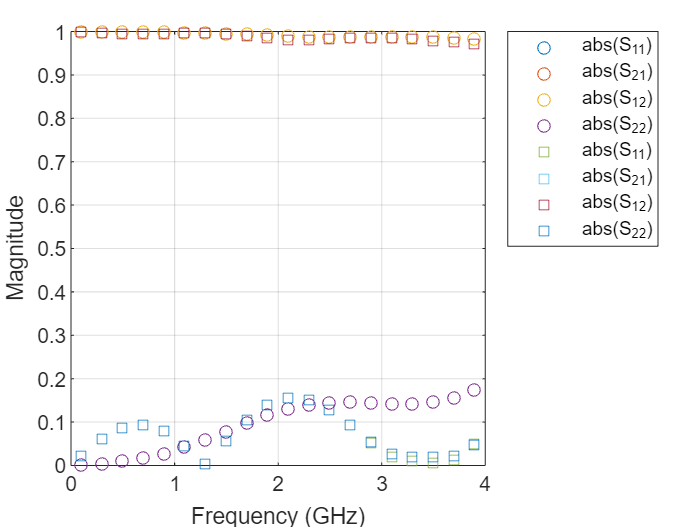 1
0.9
0.8
0.7
0.6
0.5
0.4
0.3
0.2
0.1
0
Magnitude
0 1 2 3 4
Frequency (GHz)
abs(S11)
abs(S21)
abs(S12)
abs(S22)
abs(S11)
abs(S21)
abs(S12)
abs(S22)